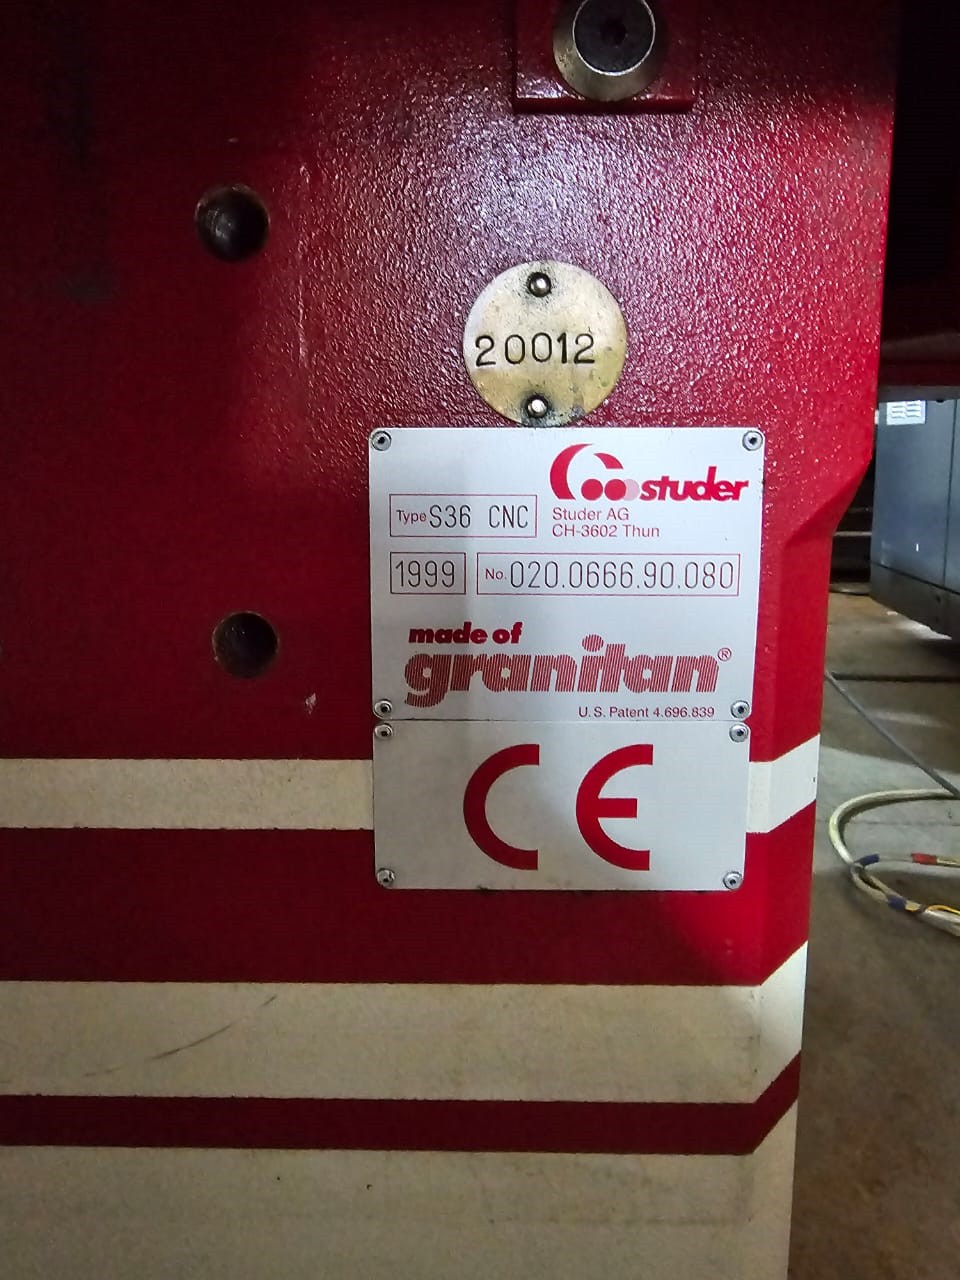 20012
studer
Type S36 CNC
Studer AG
CH-3602 Thun
1999
No. 020.0666.90.080
made of
granitan®
U.S. Patent 4.696.839
CE